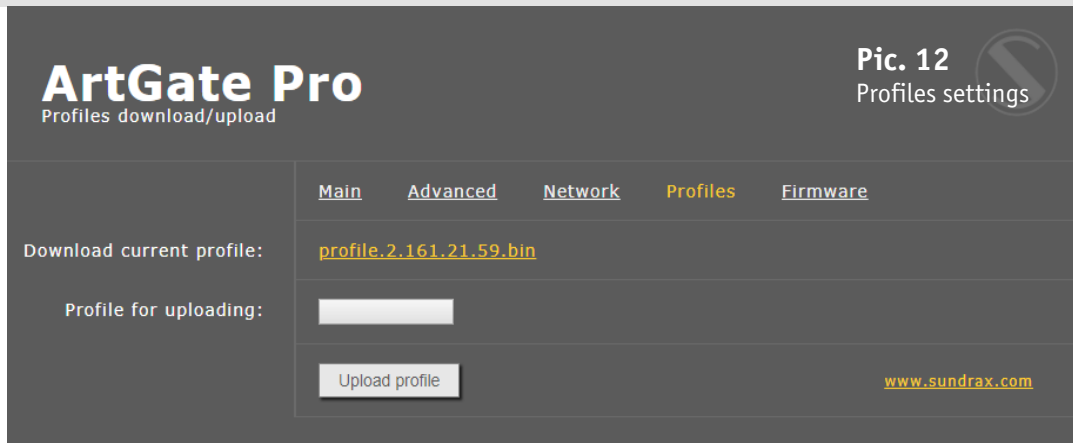 ArtGate Pro
Profiles download/upload
Pic. 12
Profiles settings
Main Advanced Network Profiles Firmware
Download current profile: profile.2.161.21.59.bin
Profile for uploading:
Upload profile
www.sundrax.com